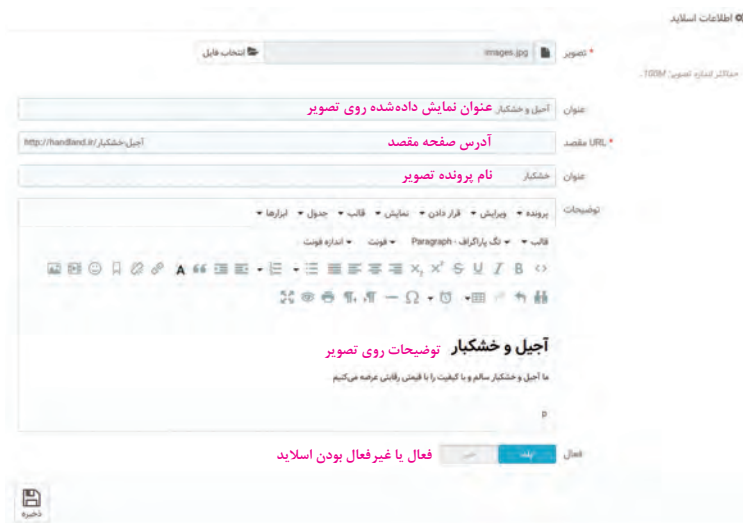 اطلاعات اسلاید
* تصویر images.jpg انتخاب فایل
حداکثر اندازه تصویر: 100M.
عنوان آجیل و خشکبار عنوان نمایش داده‌شده روی تصویر
* URL مقصد آدرس صفحه مقصد http://handland.ir/آجیل-خشکبار
عنوان خشکبار نام پرونده تصویر
توضیحات پرونده ویرایش قرار دادن نمایش قالب جدول ابزارها
قالب تگ پاراگراف - Paragraph فونت اندازه فونت
آجیل و خشکبار توضیحات روی تصویر
ما آجیل و خشکبار سالم و با کیفیت را با قیمتی رقابتی عرضه می‌کنیم
p
فعال بله خیر فعال یا غیرفعال بودن اسلاید
ذخیره